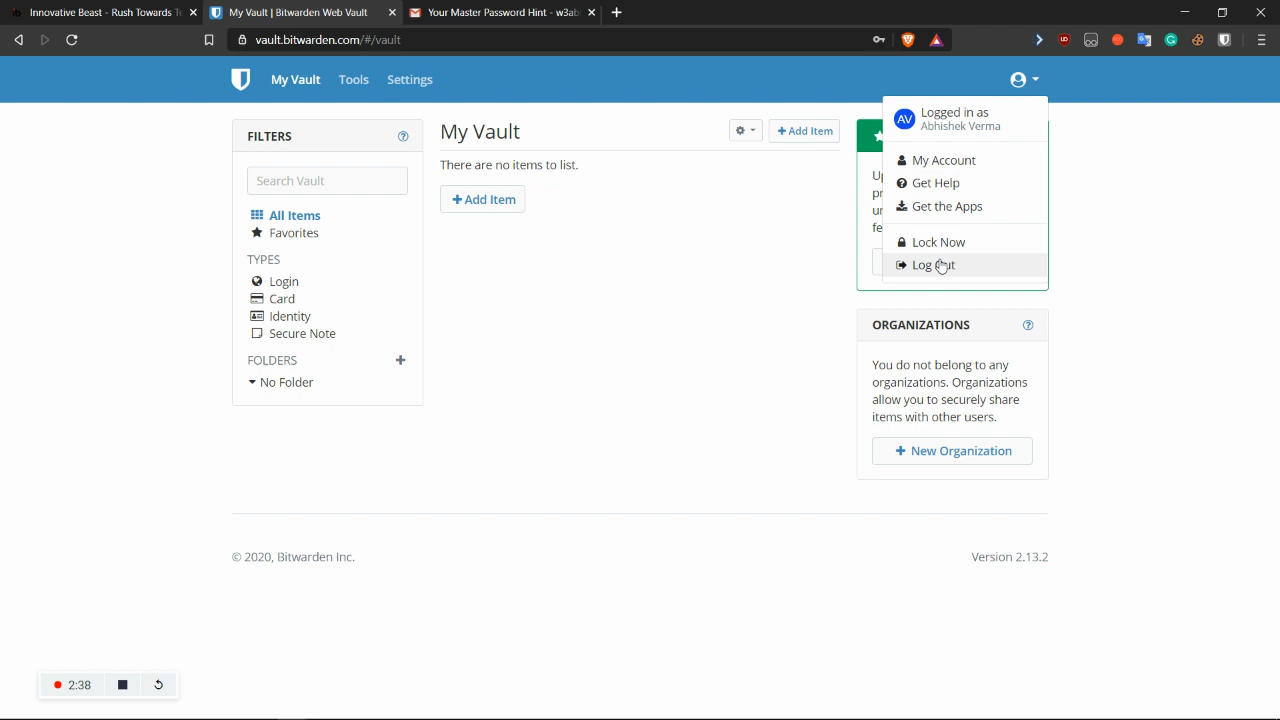 Innovative Beast - Rush Towards Te
My Vault | Bitwarden Web Vault
Your Master Password Hint - w3ab
vault.bitwarden.com/#/vault
My Vault
Tools
Settings
Logged in as
AV
Abhishek Verma
My Account
Get Help
Get the Apps
Lock Now
Log Out
FILTERS
Search Vault
All Items
Favorites
TYPES
Login
Card
Identity
Secure Note
FOLDERS
No Folder
My Vault
Add Item
There are no items to list.
Add Item
Up
pr
un
fe
ORGANIZATIONS
You do not belong to any
organizations. Organizations
allow you to securely share
items with other users.
New Organization
© 2020, Bitwarden Inc.
Version 2.13.2
2:38